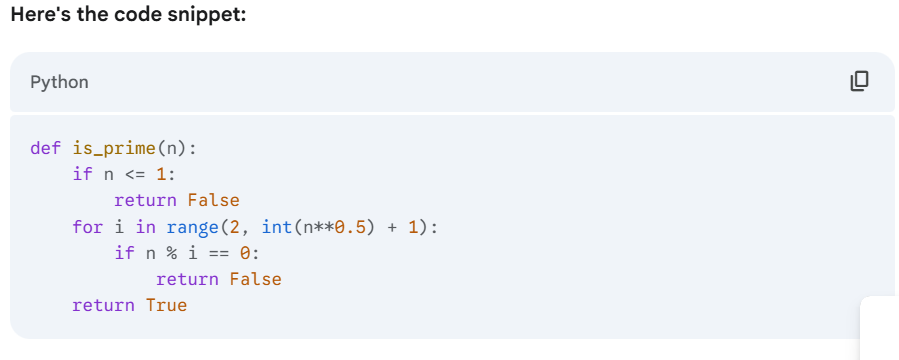 Here's the code snippet:
Python
def is_prime(n):
    if n <= 1:
        return False
    for i in range(2, int(n**0.5) + 1):
        if n % i == 0:
            return False
    return True